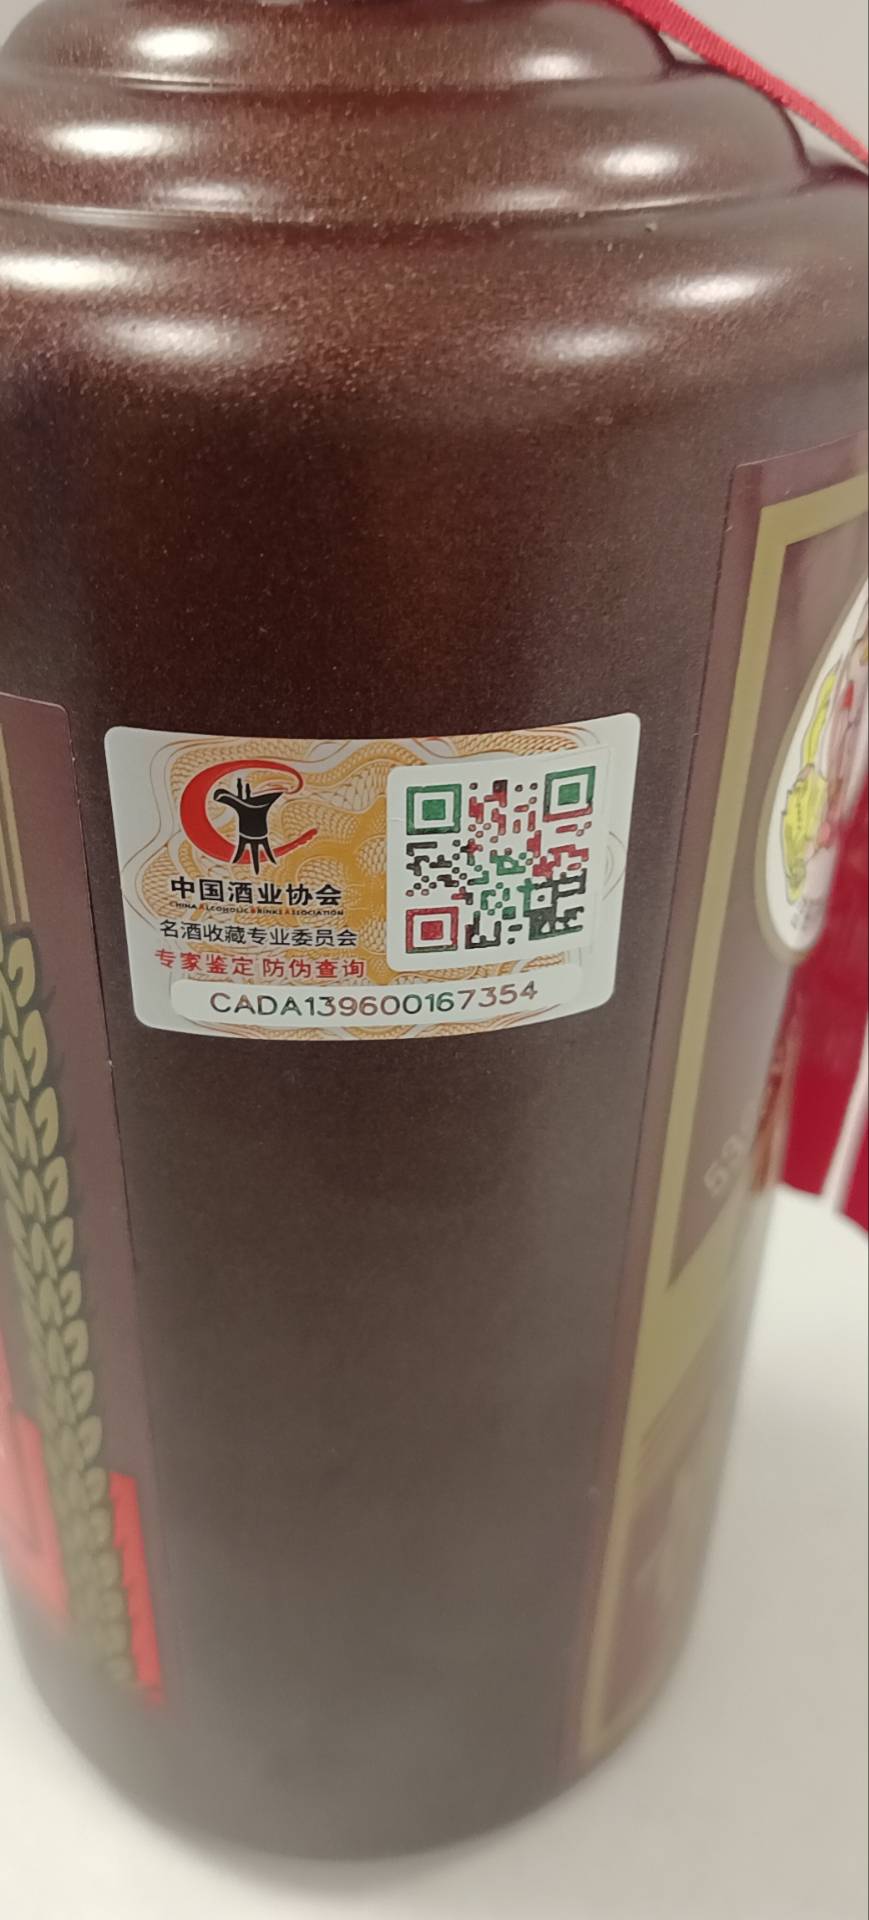 中国酒业协会
CHINA ALCOHOLIC DRINKS ASSOCIATION
名酒收藏专业委员会
专家鉴定 防伪查询
CADA139600167354